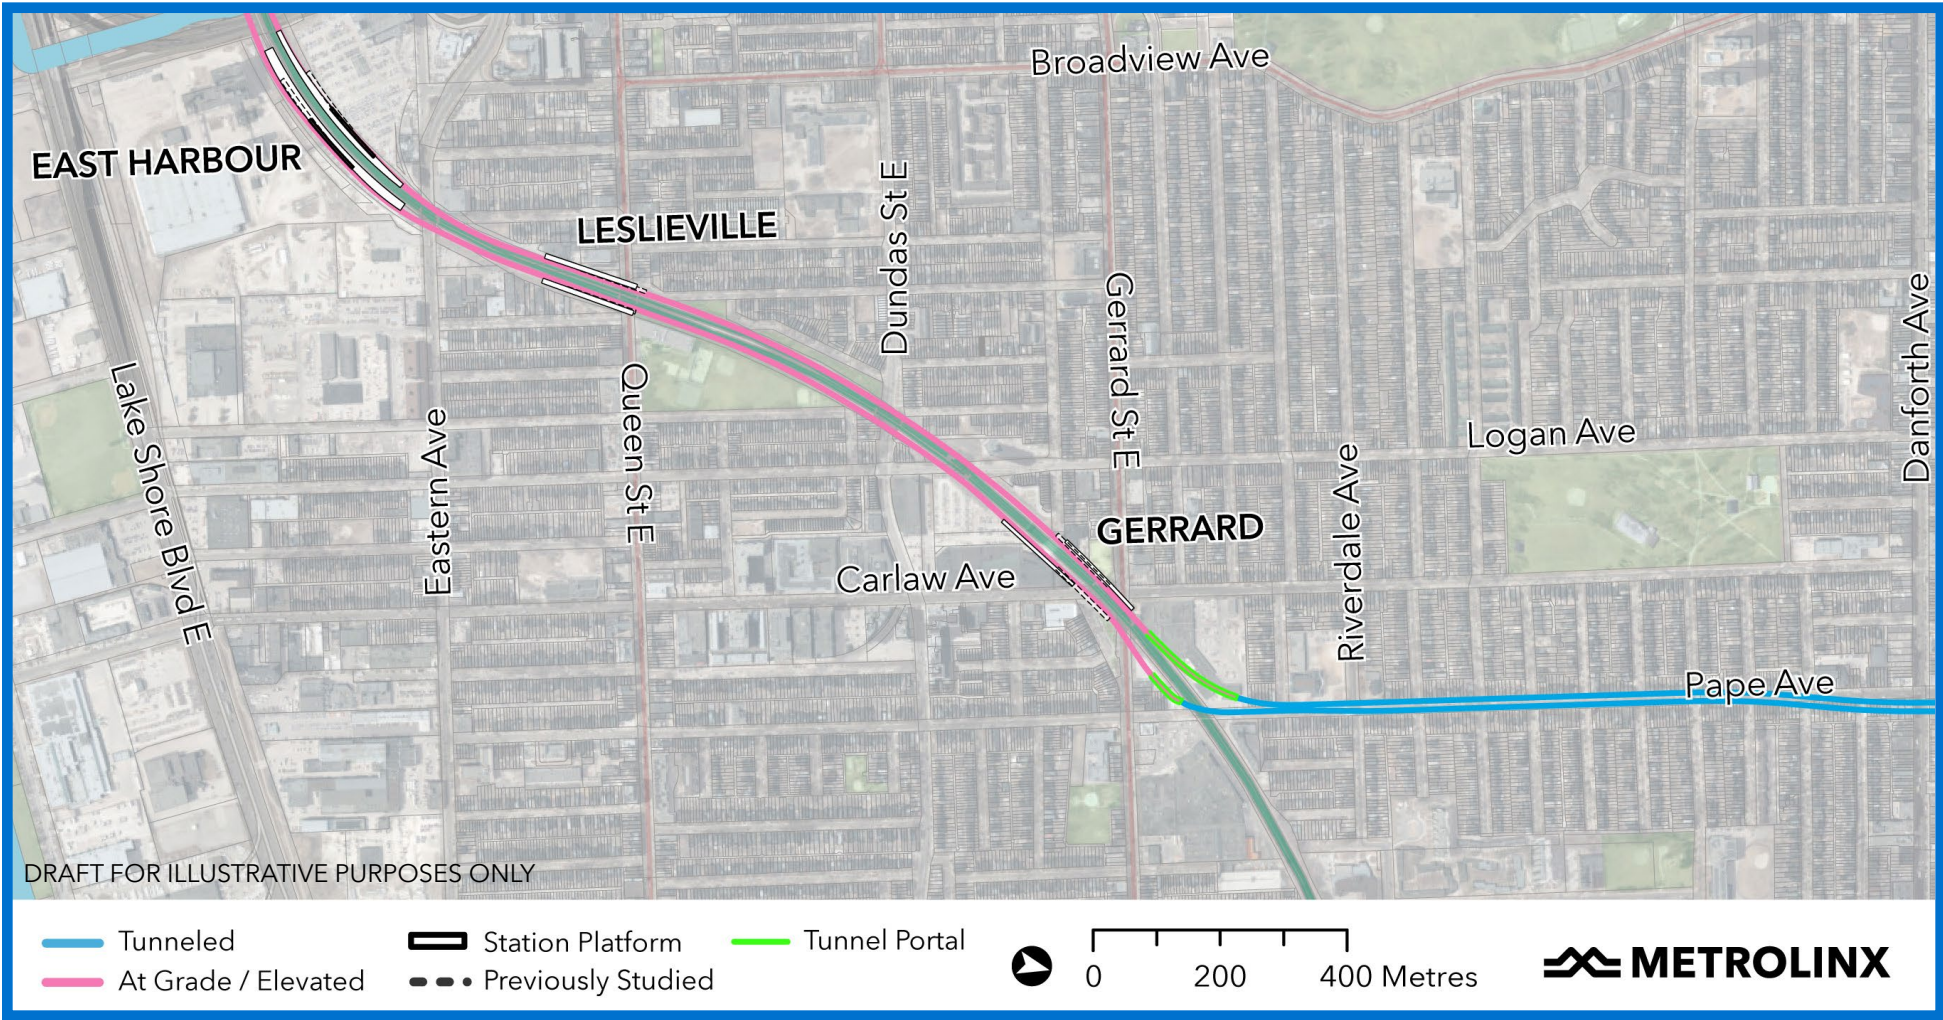 Broadview Ave
EAST HARBOUR
LESLIEVILLE
Dundas St E
Gerrard St E
Danforth Ave
Lake Shore Blvd E
Queen St E
Eastern Ave
Logan Ave
Riverdale Ave
GERRARD
Carlaw Ave
Pape Ave
DRAFT FOR ILLUSTRATIVE PURPOSES ONLY
Tunneled
Station Platform
Tunnel Portal
At Grade / Elevated
Previously Studied
0 200 400 Metres
METROLINX